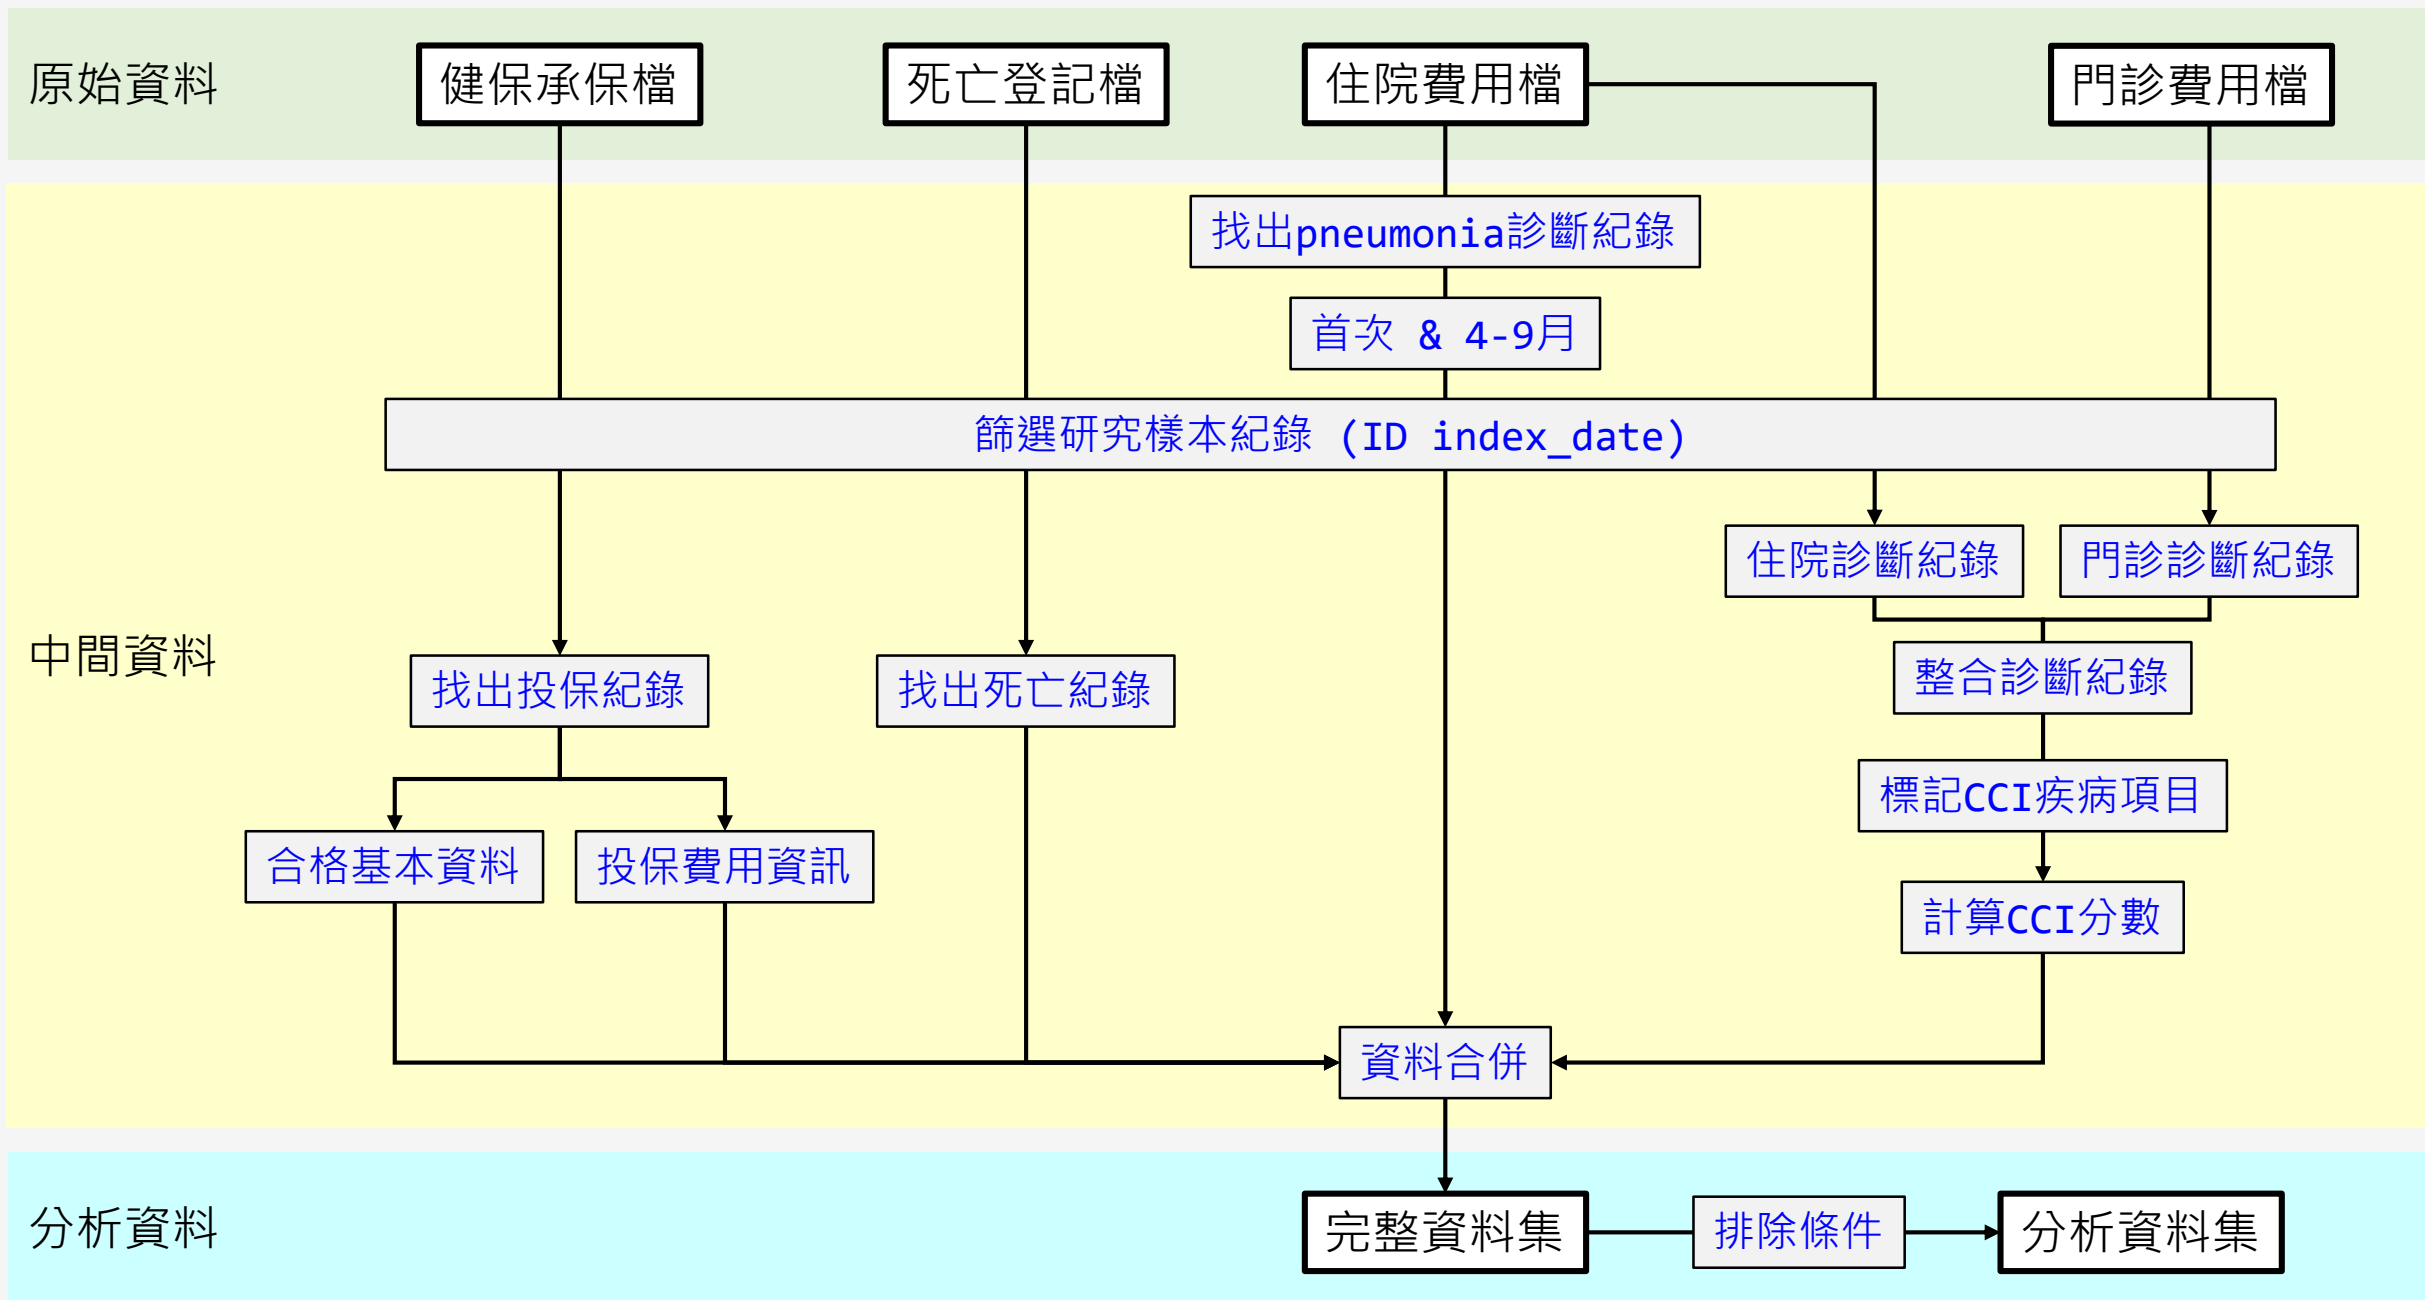 原始資料
健保承保檔
死亡登記檔
住院費用檔
門診費用檔
找出pneumonia診斷紀錄
首次 & 4-9月
篩選研究樣本紀錄 (ID index_date)
住院診斷紀錄
門診診斷紀錄
中間資料
找出投保紀錄
找出死亡紀錄
整合診斷紀錄
標記CCI疾病項目
合格基本資料
投保費用資訊
計算CCI分數
資料合併
分析資料
完整資料集
排除條件
分析資料集